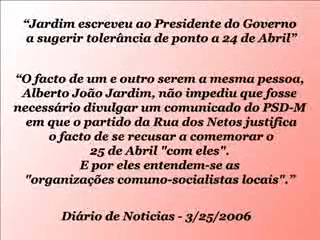 “Jardim escreveu ao Presidente do Governo
a sugerir tolerância de ponto a 24 de Abril”
“O facto de um e outro serem a mesma pessoa,
Alberto João Jardim, não impediu que fosse
necessário divulgar um comunicado do PSD-M
em que o partido da Rua dos Netos justifica
o facto de se recusar a comemorar o
25 de Abril "com eles".
E por eles entendem-se as
"organizações comuno-socialistas locais".”
Diário de Noticias - 3/25/2006